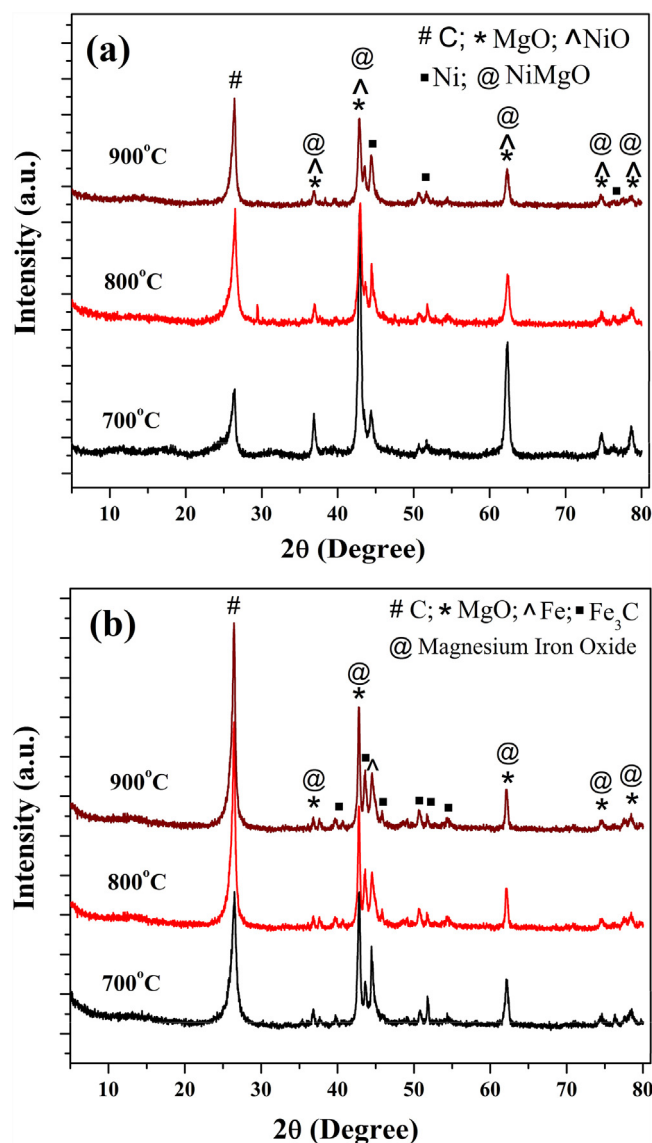 (a)
# C; * MgO; ^NiO
■Ni; @ NiMgO
#
@
^
*
■
@
^
*
■
@
^
*
@
^
*
■
@
^
*
900°C
800°C
700°C
Intensity (a.u.)
10 20 30 40 50 60 70 80
2θ (Degree)
(b)
# C; * MgO; ^Fe; ■Fe₃C
@ Magnesium Iron Oxide
#
@
*
■
@
*
■
^
■
■
■
■
@
*
@
*
@
*
900°C
800°C
700°C
Intensity (a.u.)
10 20 30 40 50 60 70 80
2θ (Degree)